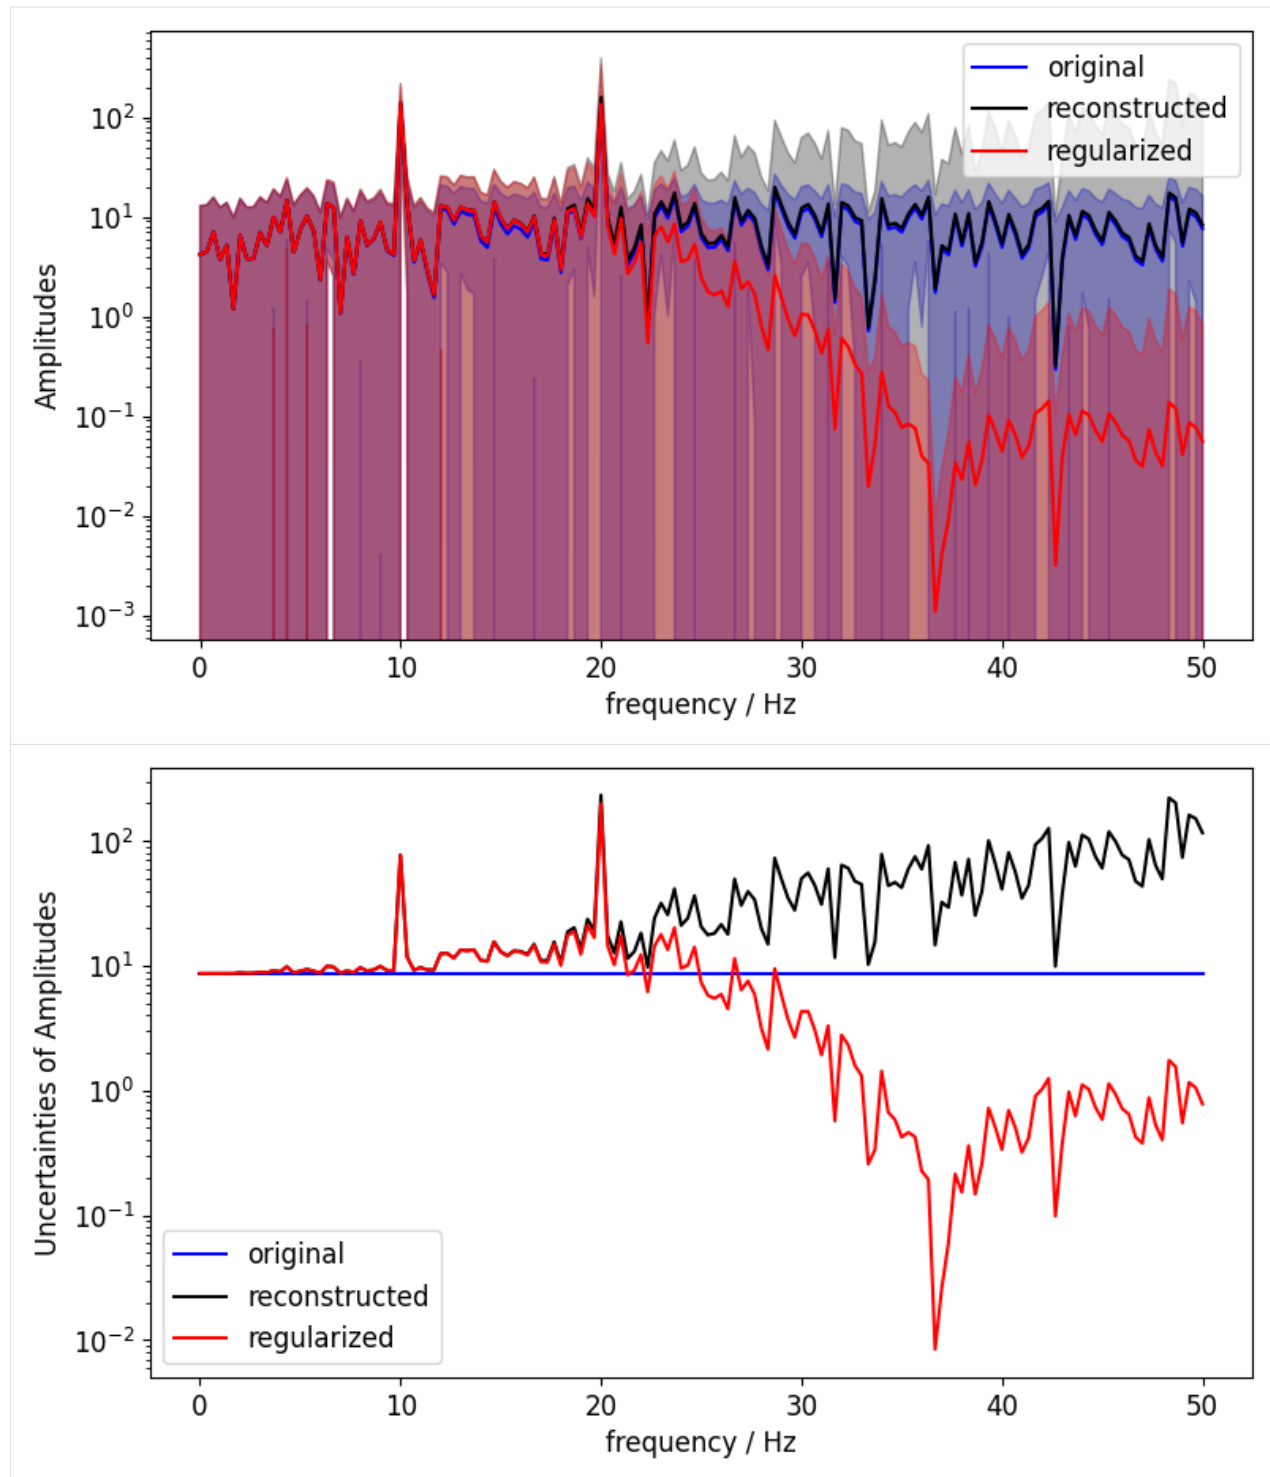 original
reconstructed
regularized
10²
10¹
10⁰
10⁻¹
10⁻²
10⁻³
Amplitudes
0 10 20 30 40 50
frequency / Hz
10²
10¹
10⁰
10⁻¹
10⁻²
Uncertainties of Amplitudes
original
reconstructed
regularized
0 10 20 30 40 50
frequency / Hz